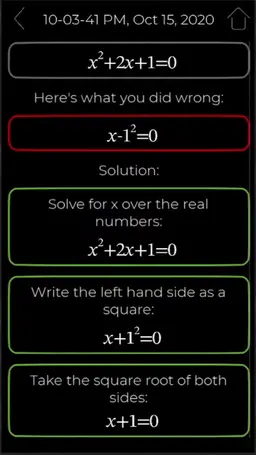 10-03-41 PM, Oct 15, 2020
x²+2x+1=0
Here's what you did wrong:
x-1²=0
Solution:
Solve for x over the real
numbers:
x²+2x+1=0
Write the left hand side as a
square:
x+1²=0
Take the square root of both
sides:
x+1=0